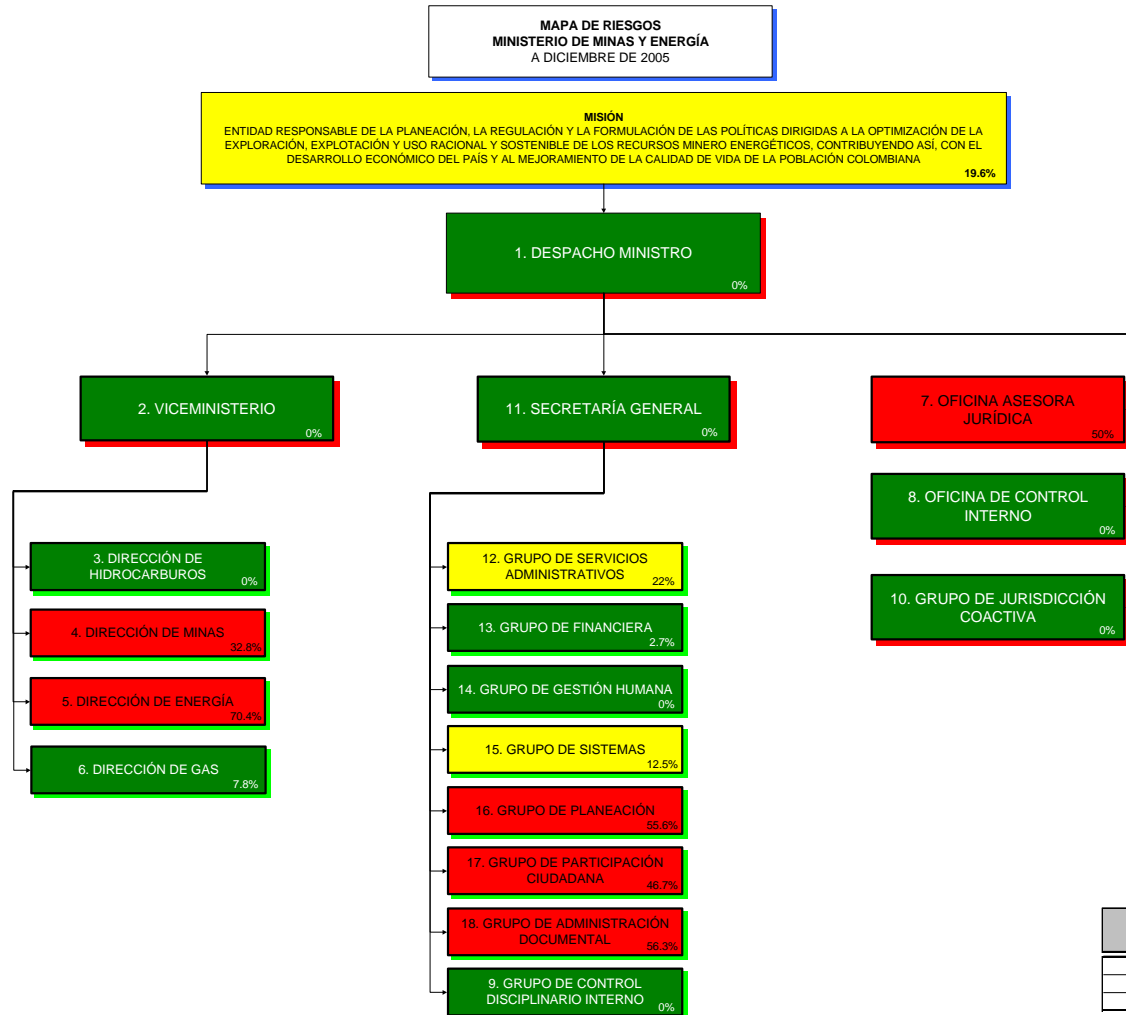 MAPA DE RIESGOS
MINISTERIO DE MINAS Y ENERGÍA
A DICIEMBRE DE 2005
MISIÓN
ENTIDAD RESPONSABLE DE LA PLANEACIÓN, LA REGULACIÓN Y LA FORMULACIÓN DE LAS POLÍTICAS DIRIGIDAS A LA OPTIMIZACIÓN DE LA
EXPLORACIÓN, EXPLOTACIÓN Y USO RACIONAL Y SOSTENIBLE DE LOS RECURSOS MINERO ENERGÉTICOS, CONTRIBUYENDO ASÍ, CON EL
DESARROLLO ECONÓMICO DEL PAÍS Y AL MEJORAMIENTO DE LA CALIDAD DE VIDA DE LA POBLACIÓN COLOMBIANA
19.6%
1. DESPACHO MINISTRO
0%
2. VICEMINISTERIO
0%
11. SECRETARÍA GENERAL
0%
7. OFICINA ASESORA
JURÍDICA
50%
8. OFICINA DE CONTROL
INTERNO
0%
10. GRUPO DE JURISDICCIÓN
COACTIVA
0%
3. DIRECCIÓN DE
HIDROCARBUROS
0%
4. DIRECCIÓN DE MINAS
32.8%
5. DIRECCIÓN DE ENERGÍA
70.4%
6. DIRECCIÓN DE GAS
7.8%
12. GRUPO DE SERVICIOS
ADMINISTRATIVOS
22%
13. GRUPO DE FINANCIERA
2.7%
14. GRUPO DE GESTIÓN HUMANA
0%
15. GRUPO DE SISTEMAS
12.5%
16. GRUPO DE PLANEACIÓN
55.6%
17. GRUPO DE PARTICIPACIÓN
CIUDADANA
46.7%
18. GRUPO DE ADMINISTRACIÓN
DOCUMENTAL
56.3%
9. GRUPO DE CONTROL
DISCIPLINARIO INTERNO
0%